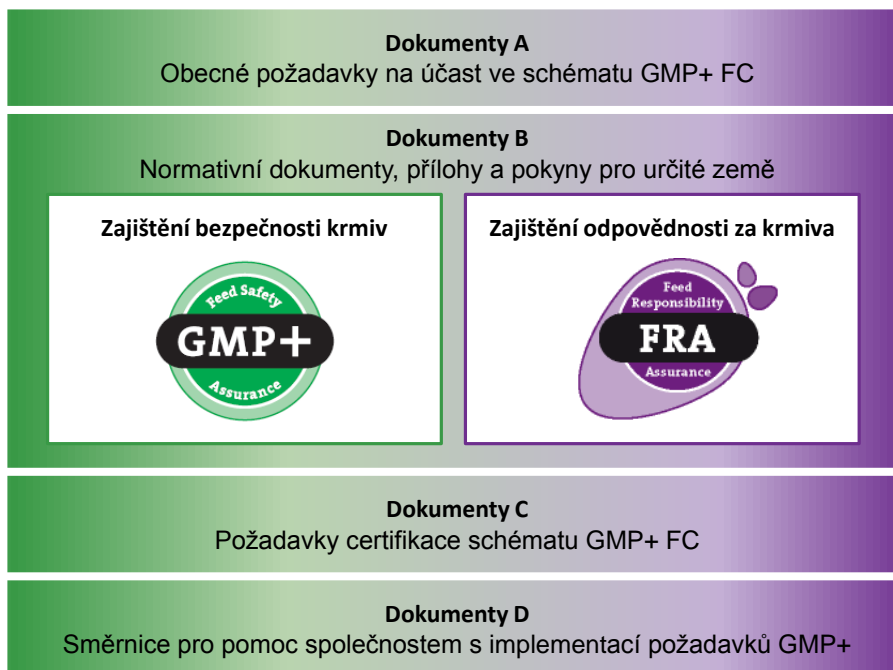 Dokumenty A
Obecné požadavky na účast ve schématu GMP+ FC
Dokumenty B
Normativní dokumenty, přílohy a pokyny pro určité země
Zajištění bezpečnosti krmiv
Feed Safety
GMP+
Assurance
Zajištění odpovědnosti za krmiva
Feed
Responsibility
FRA
Assurance
Dokumenty C
Požadavky certifikace schématu GMP+ FC
Dokumenty D
Směrnice pro pomoc společnostem s implementací požadavků GMP+